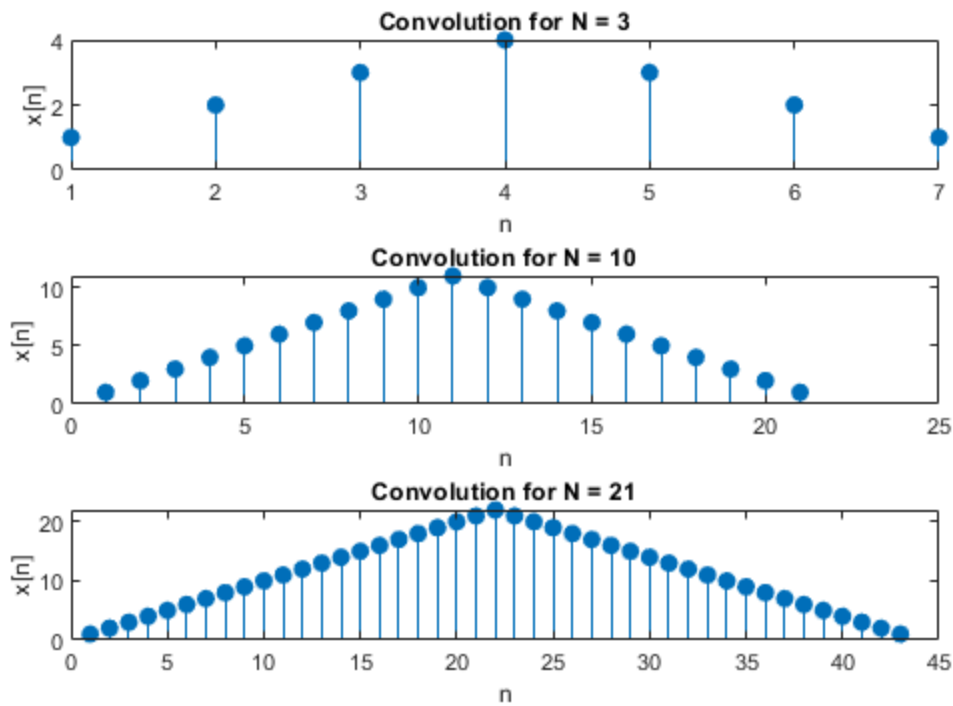 Convolution for N = 3
4
2
0
x[n]
1 2 3 4 5 6 7
n
Convolution for N = 10
10
5
0
x[n]
0 5 10 15 20 25
n
Convolution for N = 21
20
10
0
x[n]
0 5 10 15 20 25 30 35 40 45
n